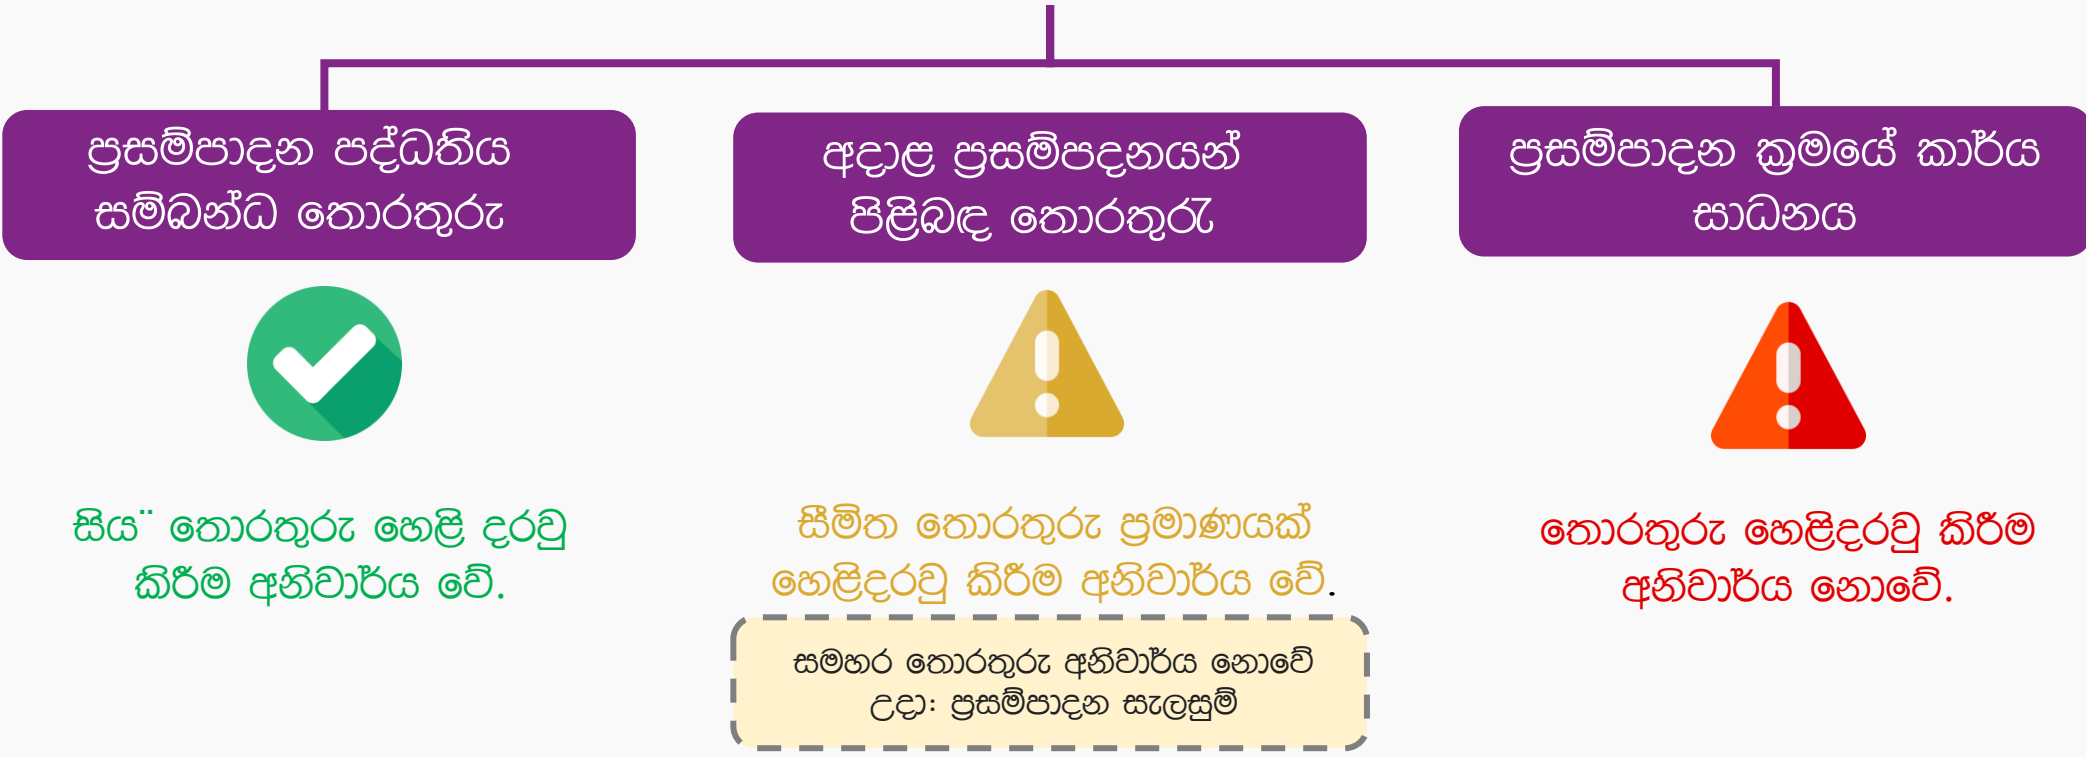 ප්‍රසම්පාදන පද්ධතිය
සම්බන්ධ තොරතුරු
සිය¨ තොරතුරු හෙළි දරවු
කිරීම අනිවාර්ය වේ.
අදාළ ප්‍රසම්පදනයන්
පිළිබඳ තොරතුරැ
සීමිත තොරතුරු ප්‍රමාණයක්
හෙළිදරවු කිරීම අනිවාර්ය වේ.
සමහර තොරතුරු අනිවාර්ය නොවේ
උදා: ප්‍රසම්පාදන සැලසුම්
ප්‍රසම්පාදන ක්‍රමයේ කාර්ය
සාධනය
තොරතුරු හෙළිදරවු කිරීම
අනිවාර්ය නොවේ.